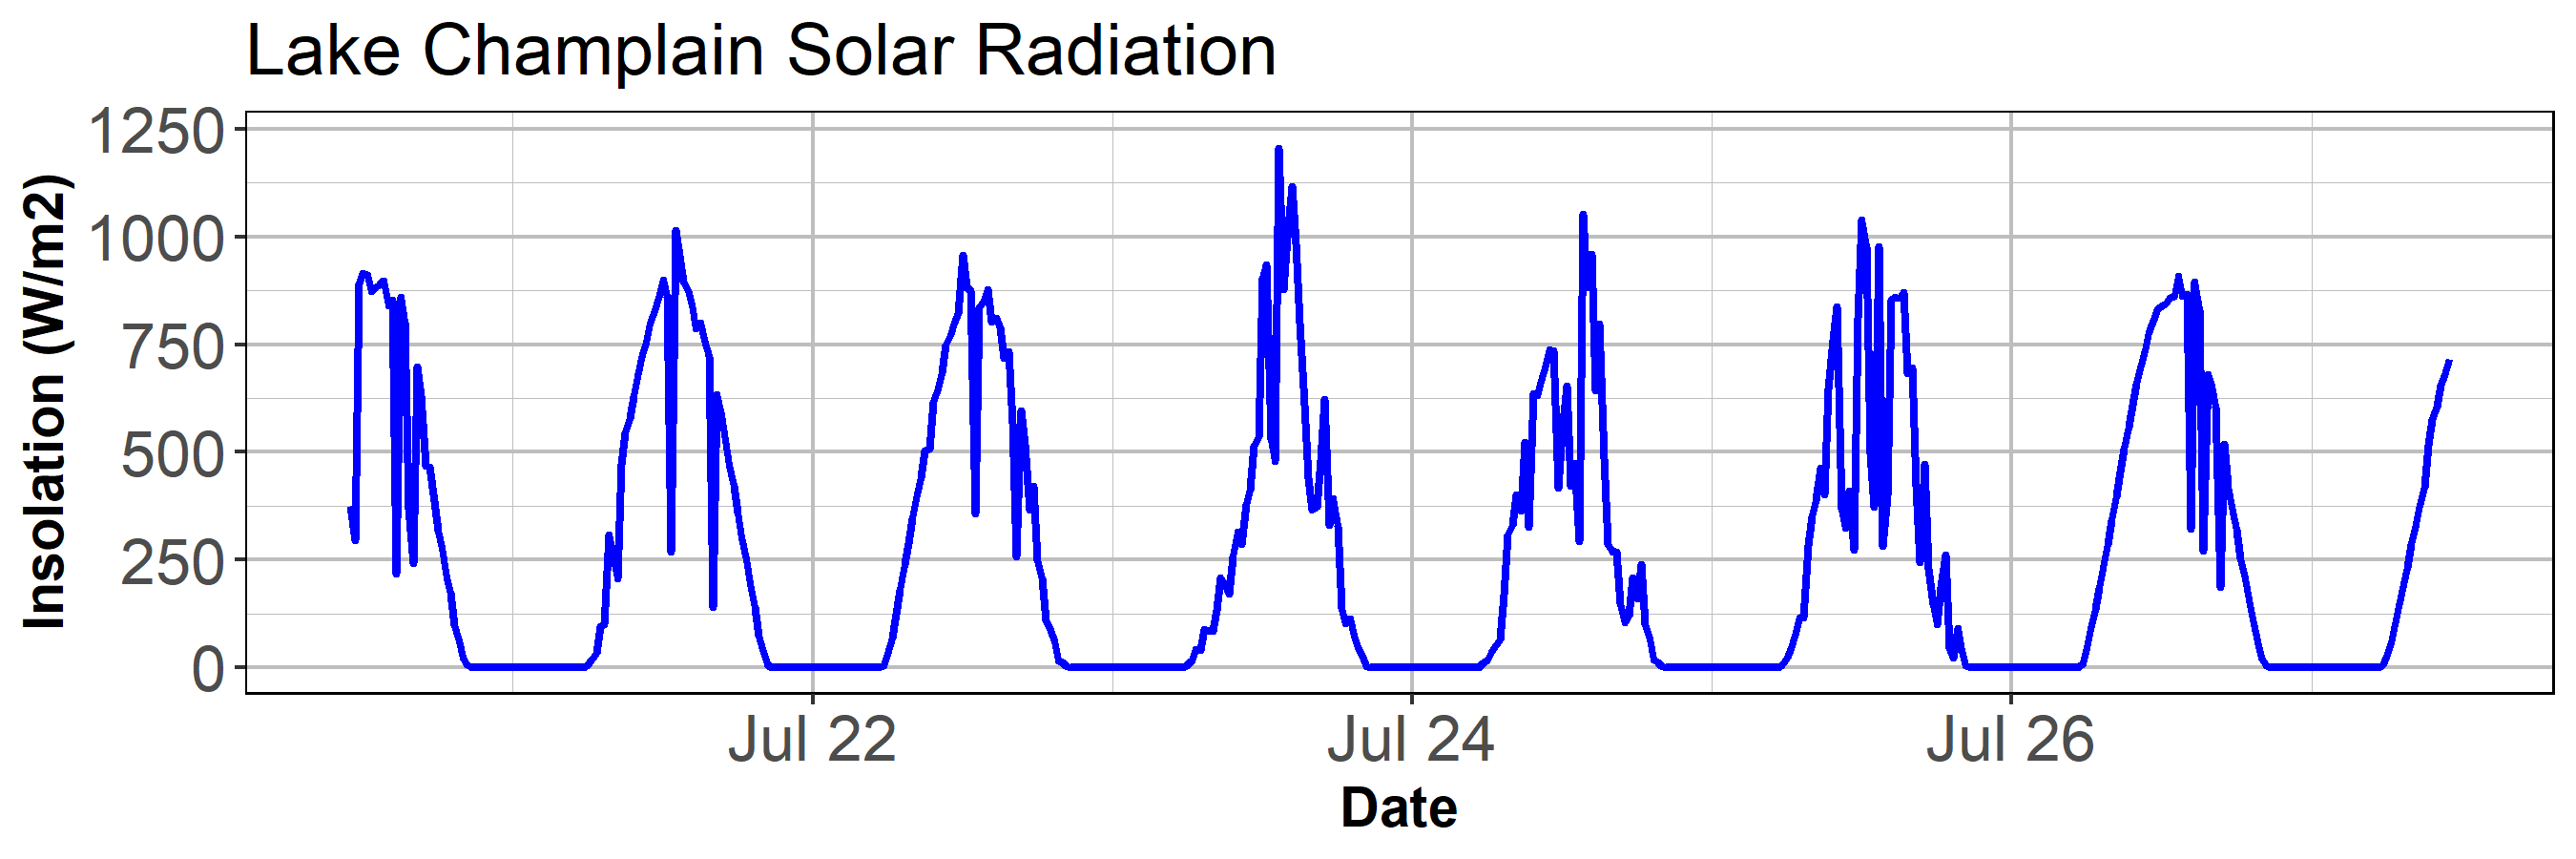 Lake Champlain Solar Radiation
Insolation (W/m2)
1250
1000
750
500
250
0
Jul 22
Jul 24
Jul 26
Date